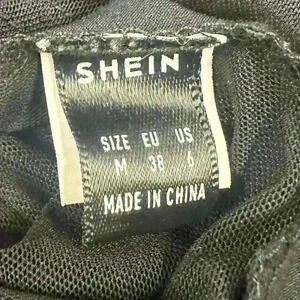 SHEIN
SIZE EU US
M 38 6
MADE IN CHINA